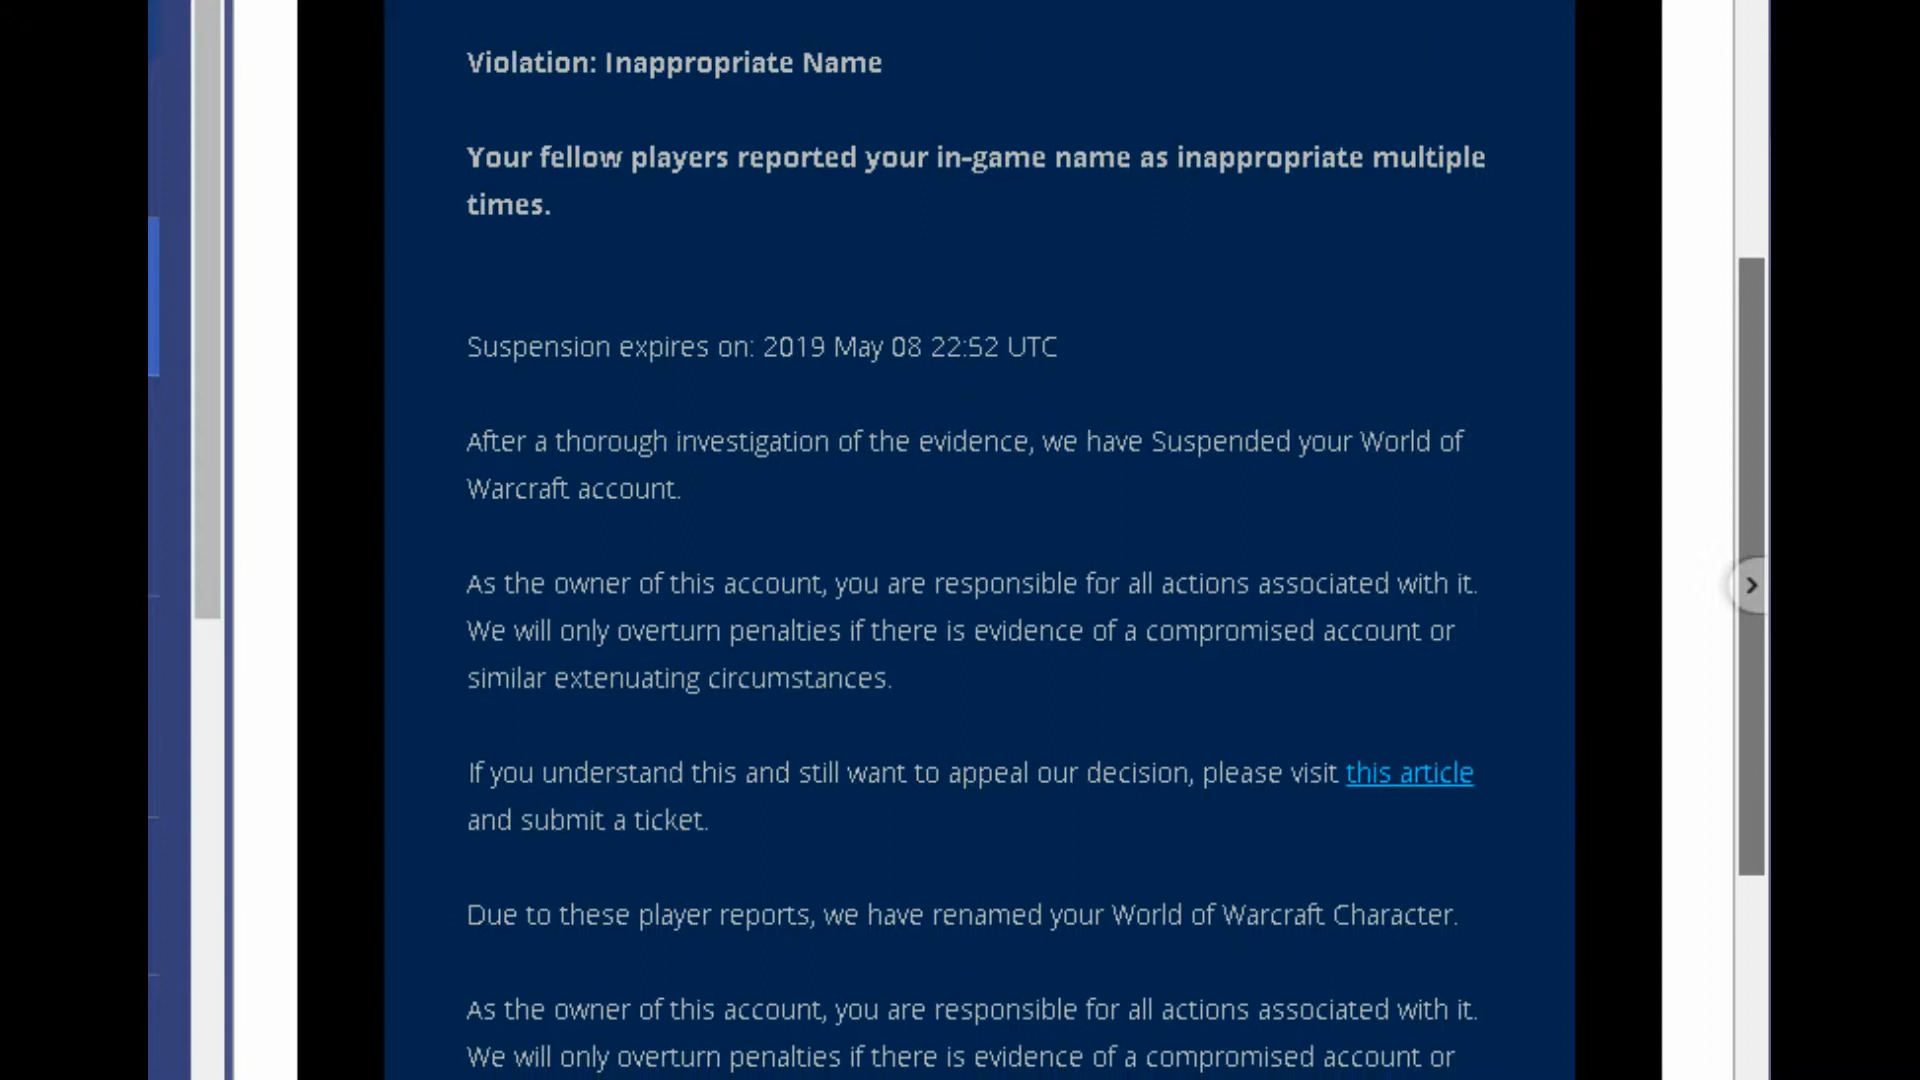 Violation: Inappropriate Name
Your fellow players reported your in-game name as inappropriate multiple
times.
Suspension expires on: 2019 May 08 22:52 UTC
After a thorough investigation of the evidence, we have Suspended your World of
Warcraft account.
As the owner of this account, you are responsible for all actions associated with it.
We will only overturn penalties if there is evidence of a compromised account or
similar extenuating circumstances.
If you understand this and still want to appeal our decision, please visit this article
and submit a ticket.
Due to these player reports, we have renamed your World of Warcraft Character.
As the owner of this account, you are responsible for all actions associated with it.
We will only overturn penalties if there is evidence of a compromised account or